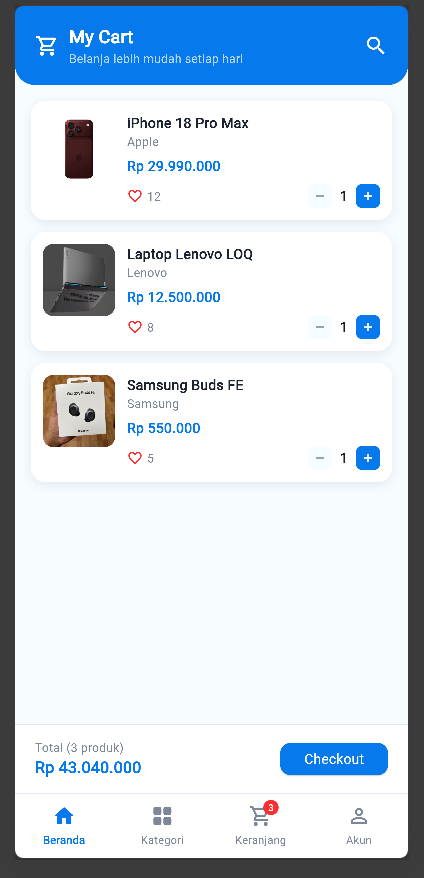 My Cart
Belanja lebih mudah setiap hari
iPhone 18 Pro Max
Apple
Rp 29.990.000
12
− 1 +
Laptop Lenovo LOQ
Lenovo
Rp 12.500.000
8
− 1 +
Samsung Buds FE
Samsung
Rp 550.000
5
− 1 +
Total (3 produk)
Rp 43.040.000
Checkout
3
Beranda
Kategori
Keranjang
Akun